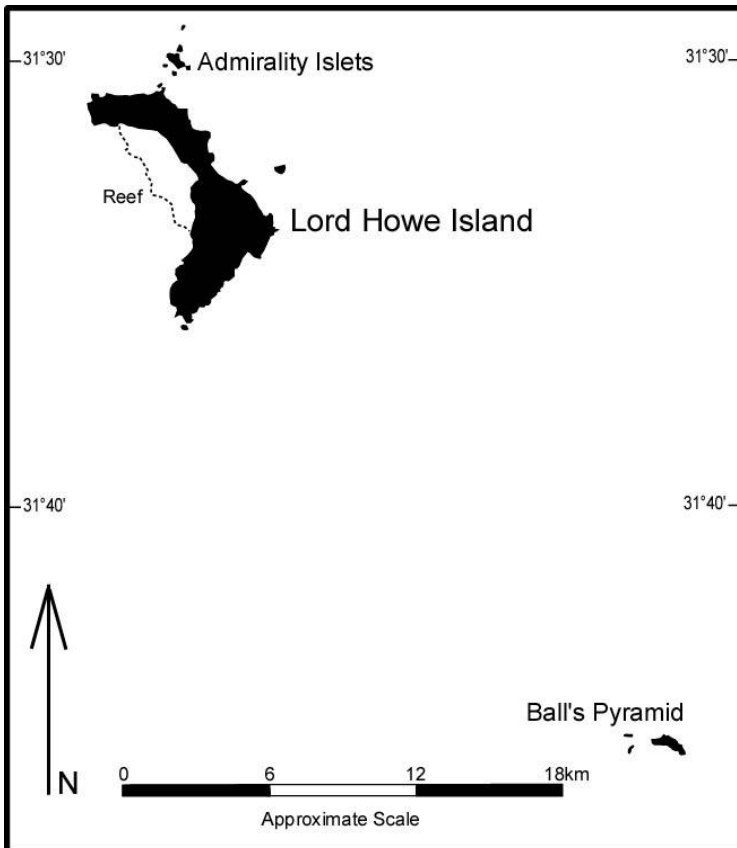 31°30'
Admirality Islets
31°30'
Reef
Lord Howe Island
31°40'
31°40'
Ball's Pyramid
N
0 6 12 18km
Approximate Scale